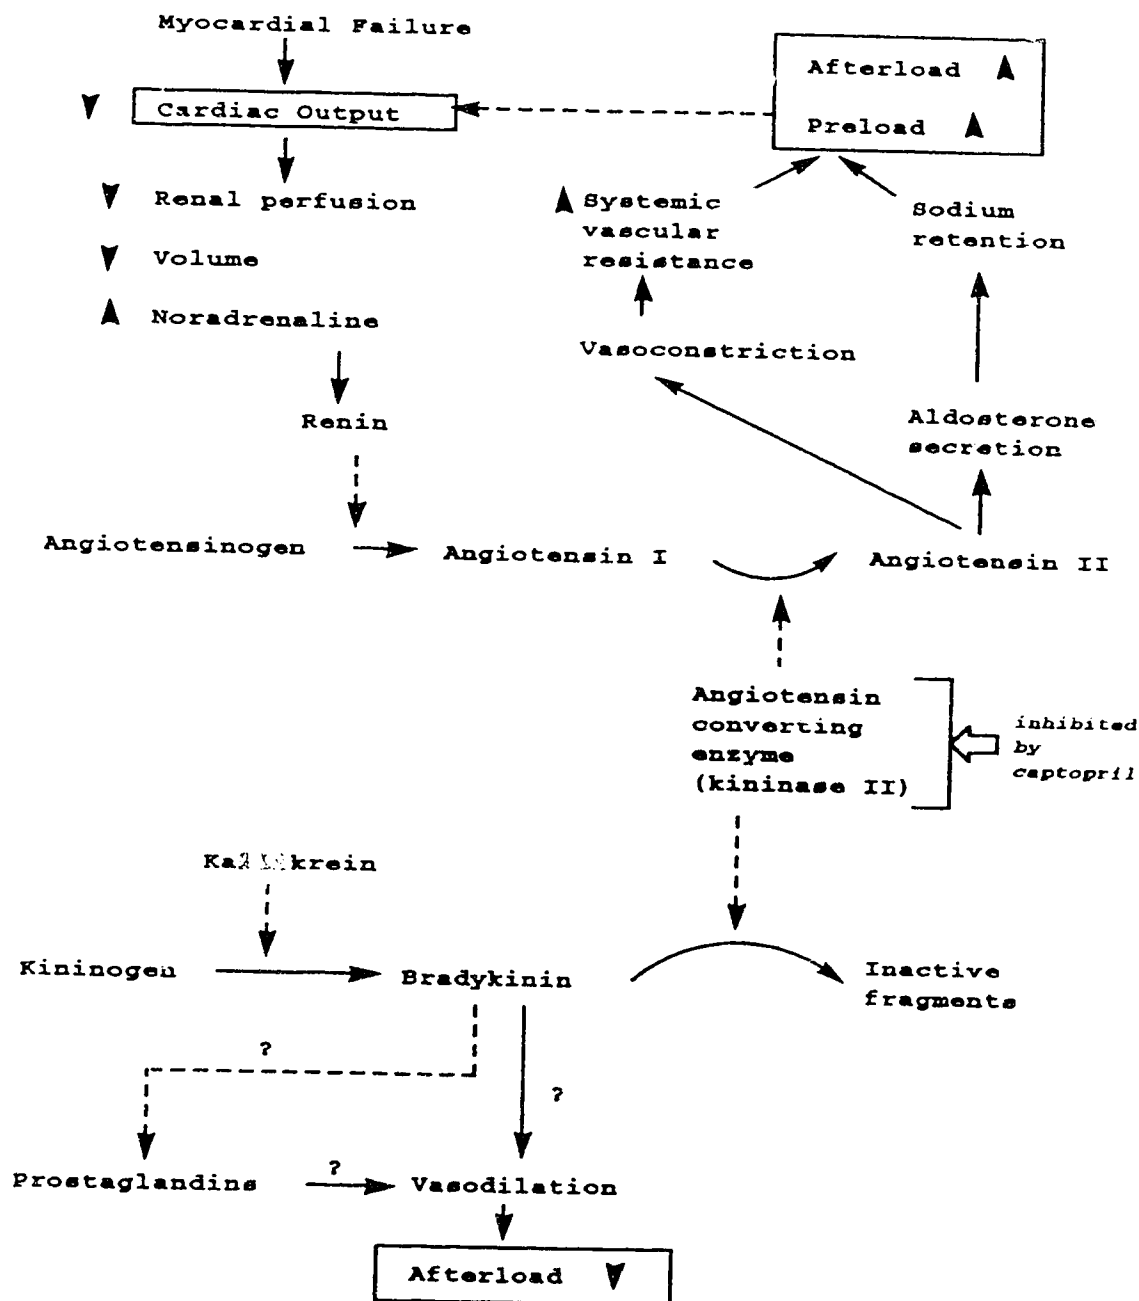 Myocardial Failure
Cardiac Output
Renal perfusion
Volume
Noradrenaline
Renin
Afterload
Preload
Systemic
vascular
resistance
Sodium
retention
Vasoconstriction
Aldosterone
secretion
Angiotensinogen
Angiotensin I
Angiotensin II
Angiotensin
converting
enzyme
(kininase II)
inhibited
by
captopril
Kininogen
Bradykinin
Inactive
fragments
?
?
Prostaglandins
?
Vasodilation
Afterload